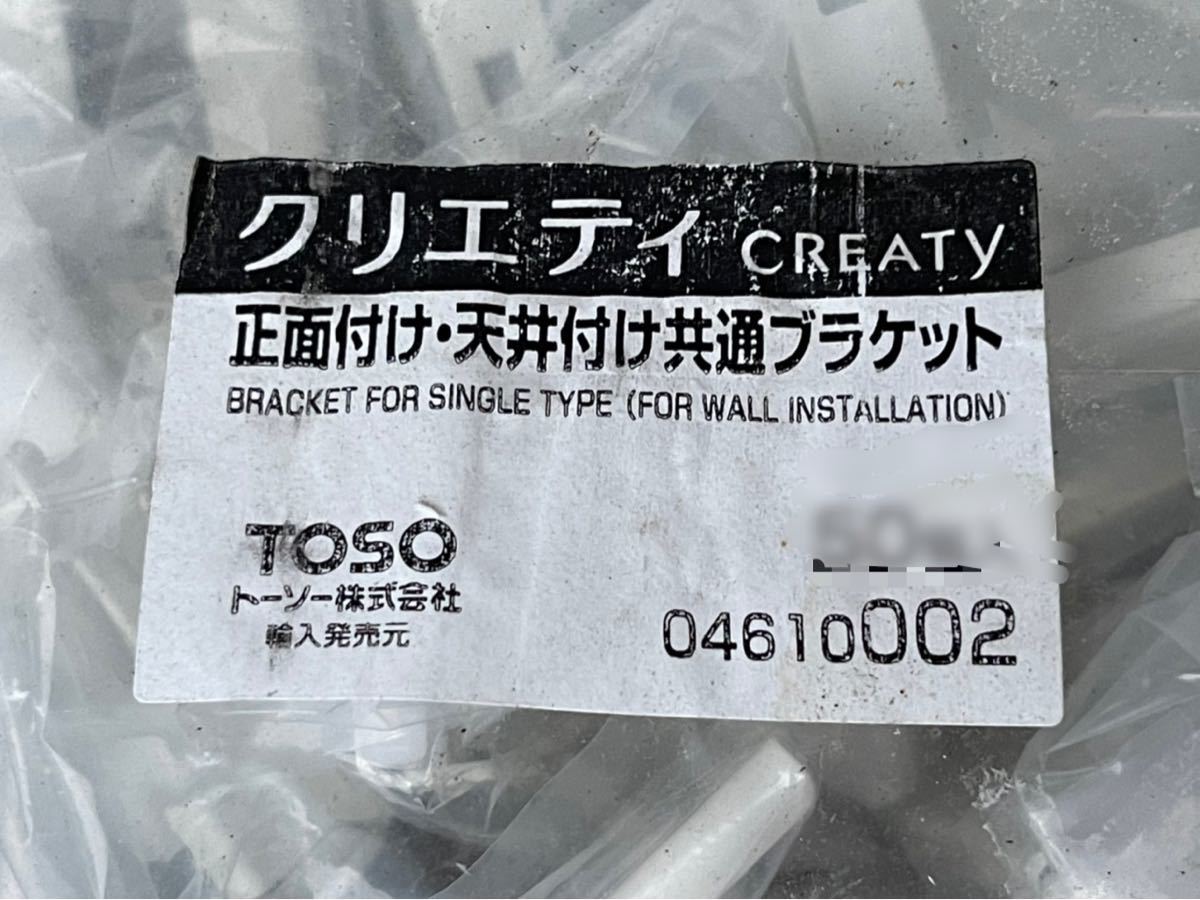 クリエティ CREATY
正面付け・天井付け共通ブラケット
BRACKET FOR SINGLE TYPE (FOR WALL INSTALLATION)
TOSO
トーソー株式会社
輸入発売元
04610002